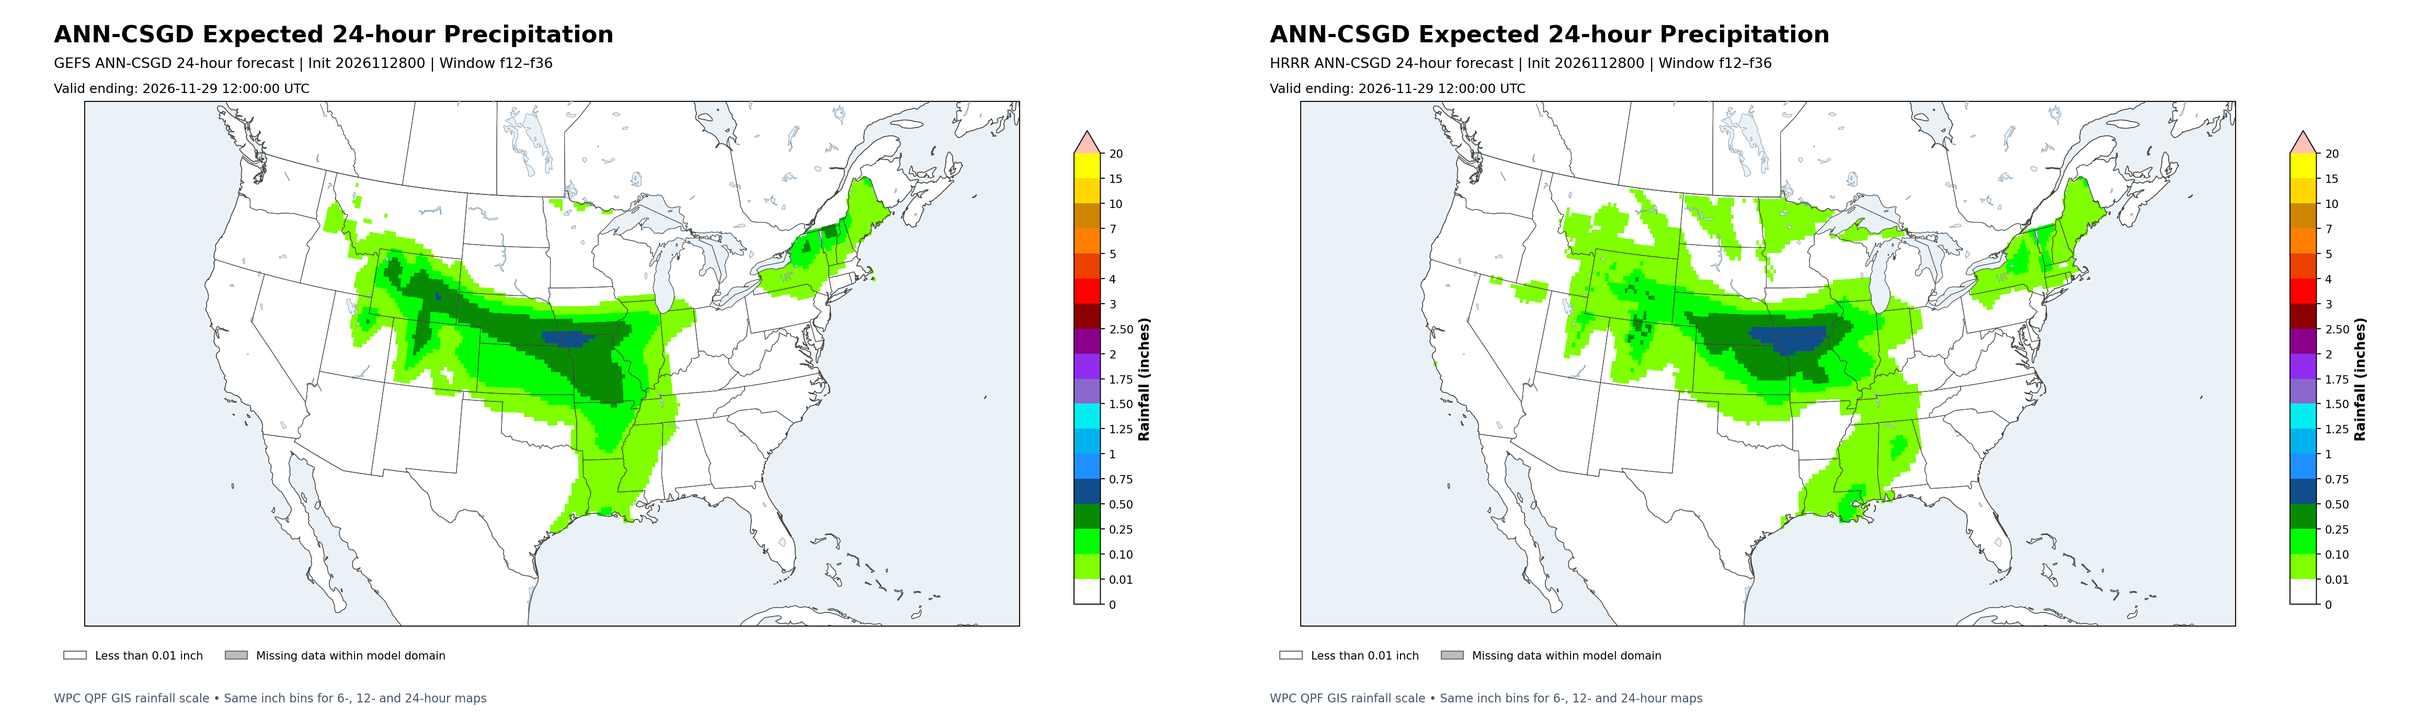 ANN-CSGD Expected 24-hour Precipitation
GEFS ANN-CSGD 24-hour forecast | Init 2026112800 | Window f12–f36
Valid ending: 2026-11-29 12:00:00 UTC
20
15
10
7
5
4
3
2.50
2
1.75
1.50
1.25
1
0.75
0.50
0.25
0.10
0.01
0
Rainfall (inches)
Less than 0.01 inch
Missing data within model domain
WPC QPF GIS rainfall scale • Same inch bins for 6-, 12- and 24-hour maps
ANN-CSGD Expected 24-hour Precipitation
HRRR ANN-CSGD 24-hour forecast | Init 2026112800 | Window f12–f36
Valid ending: 2026-11-29 12:00:00 UTC
20
15
10
7
5
4
3
2.50
2
1.75
1.50
1.25
1
0.75
0.50
0.25
0.10
0.01
0
Rainfall (inches)
Less than 0.01 inch
Missing data within model domain
WPC QPF GIS rainfall scale • Same inch bins for 6-, 12- and 24-hour maps